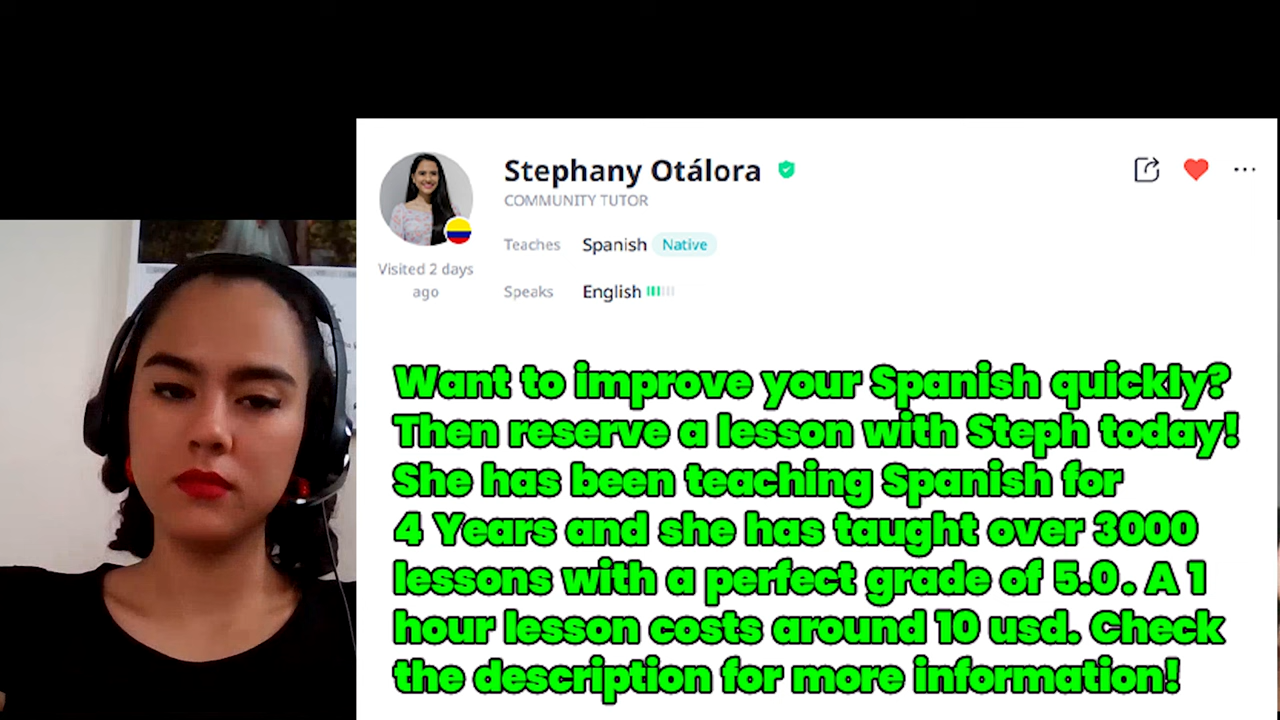 Stephany Otálora
COMMUNITY TUTOR
Teaches Spanish Native
Visited 2 days
ago
Speaks English
Want to improve your Spanish quickly?
Then reserve a lesson with Steph today!
She has been teaching Spanish for
4 Years and she has taught over 3000
lessons with a perfect grade of 5.0. A 1
hour lesson costs around 10 usd. Check
the description for more information!